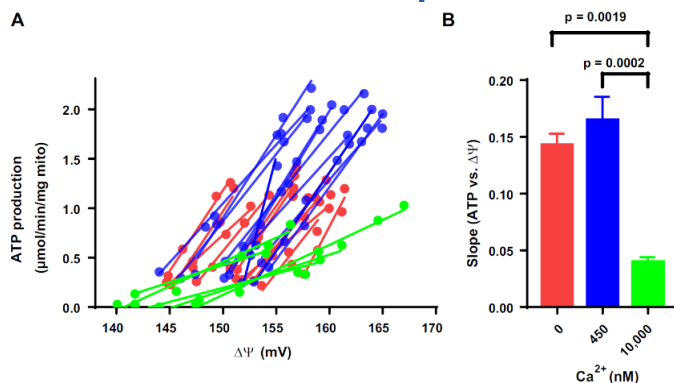 A
B
p = 0.0019
p = 0.0002
ATP production
(μmol/min/mg mito)
2.0
1.5
1.0
0.5
0.0
140
145
150
155
160
165
170
ΔΨ (mV)
Slope (ATP vs. ΔΨ)
0.20
0.15
0.10
0.05
0.00
0
450
10,000
Ca²⁺ (nM)